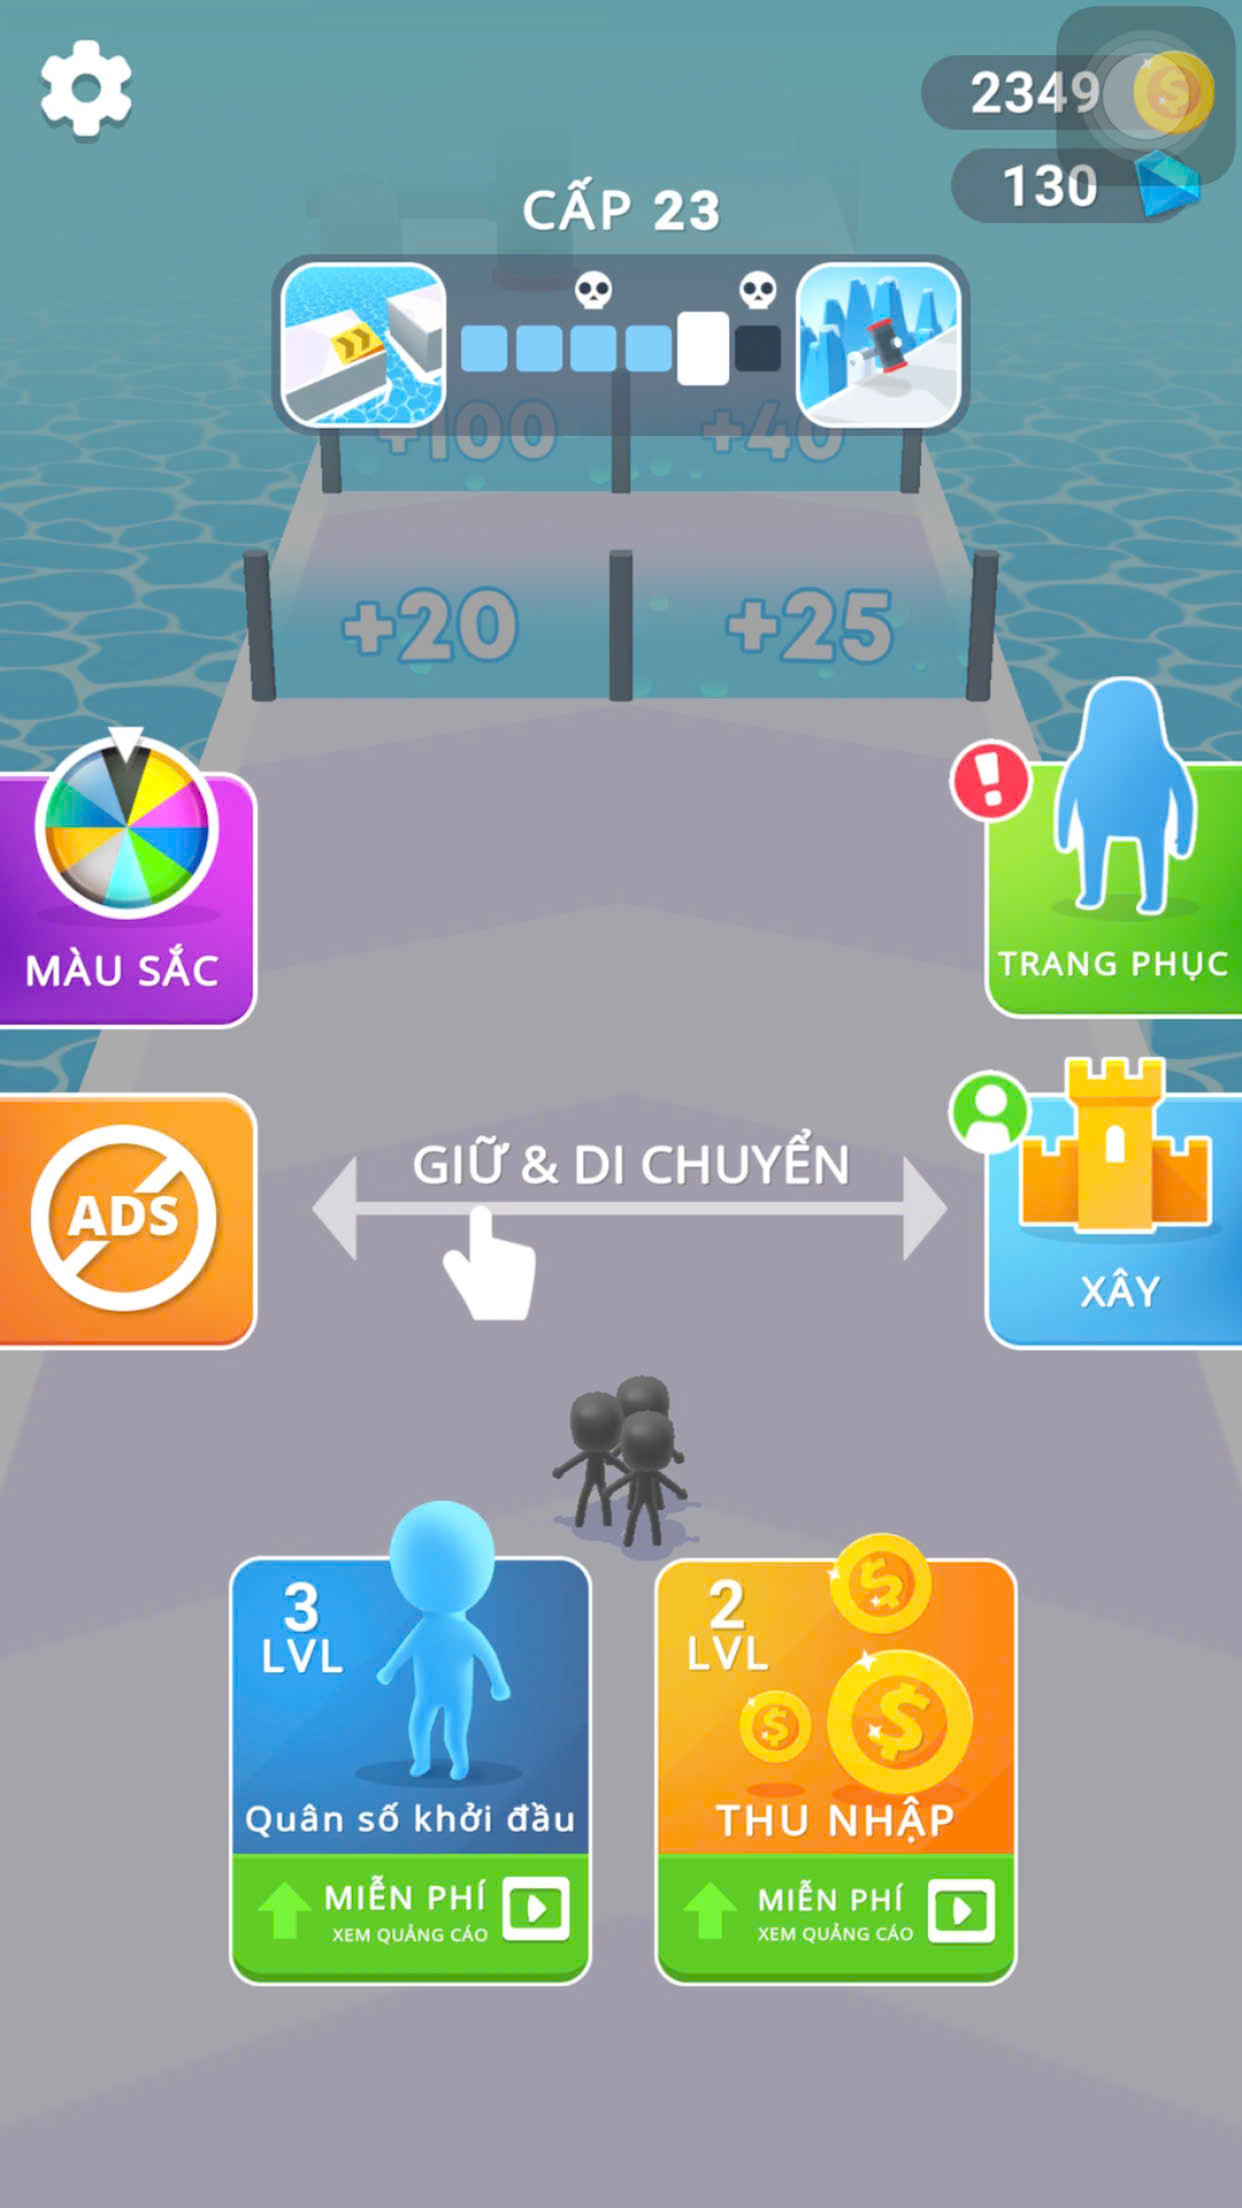 2349
130
CẤP 23
+100 +40
+20 +25
MÀU SẮC
TRANG PHỤC
ADS
GIỮ & DI CHUYỂN
XÂY
3
LVL
Quân số khởi đầu
MIỄN PHÍ
XEM QUẢNG CÁO
2
LVL
THU NHẬP
MIỄN PHÍ
XEM QUẢNG CÁO